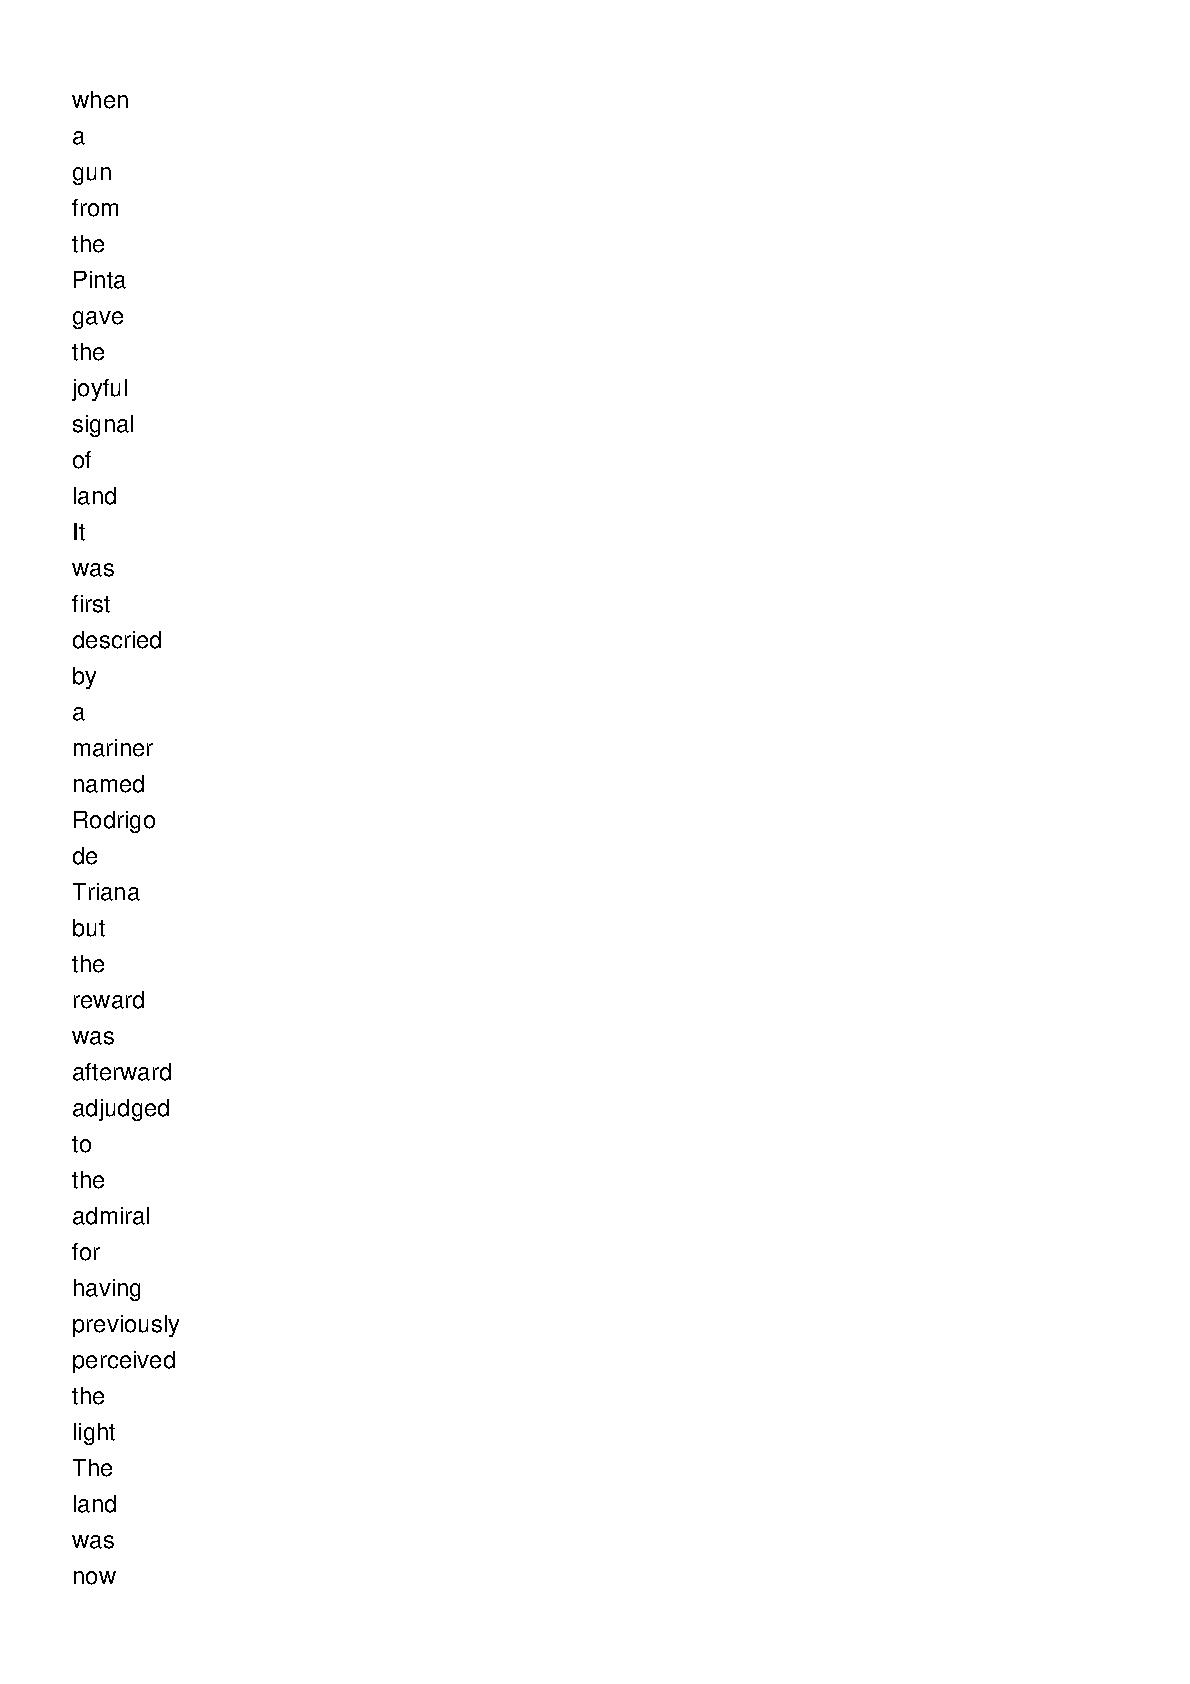 when
a
gun
from
the
Pinta
gave
the
joyful
signal
of
land
It
was
first
descried
by
a
mariner
named
Rodrigo
de
Triana
but
the
reward
was
afterward
adjudged
to
the
admiral
for
having
previously
perceived
the
light
The
land
was
now